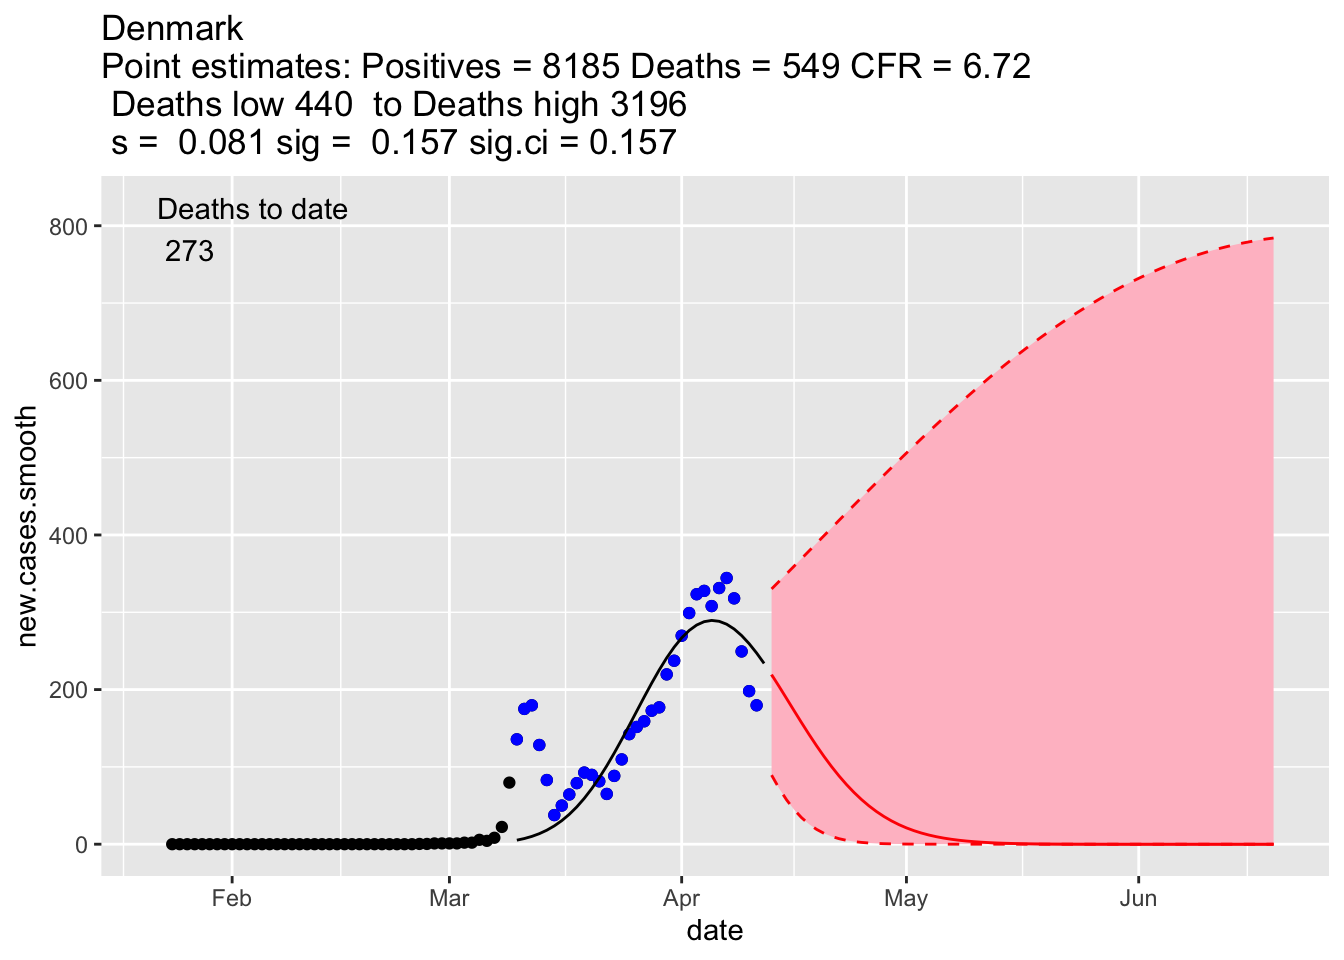 Denmark
Point estimates: Positives = 8185 Deaths = 549 CFR = 6.72
Deaths low 440  to Deaths high 3196
s =  0.081 sig =  0.157 sig.ci = 0.157
Deaths to date
273
800
600
400
200
0
new.cases.smooth
Feb Mar Apr May Jun
date